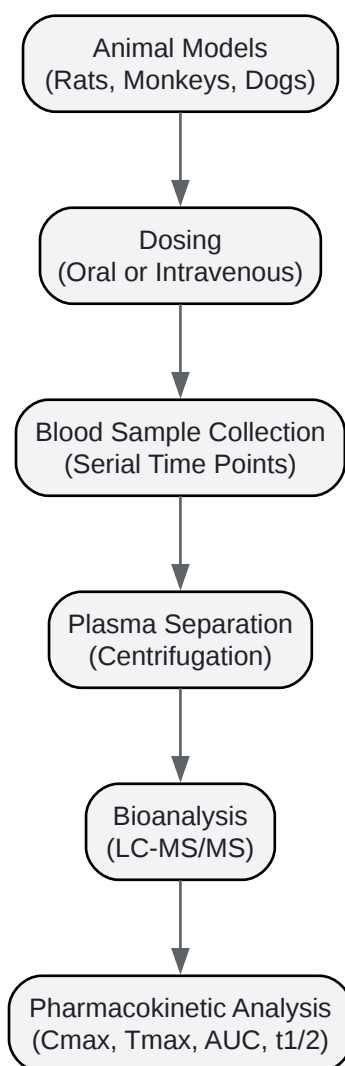 Animal Models
(Rats, Monkeys, Dogs)
Dosing
(Oral or Intravenous)
Blood Sample Collection
(Serial Time Points)
Plasma Separation
(Centrifugation)
Bioanalysis
(LC-MS/MS)
Pharmacokinetic Analysis
(Cmax, Tmax, AUC, t1/2)